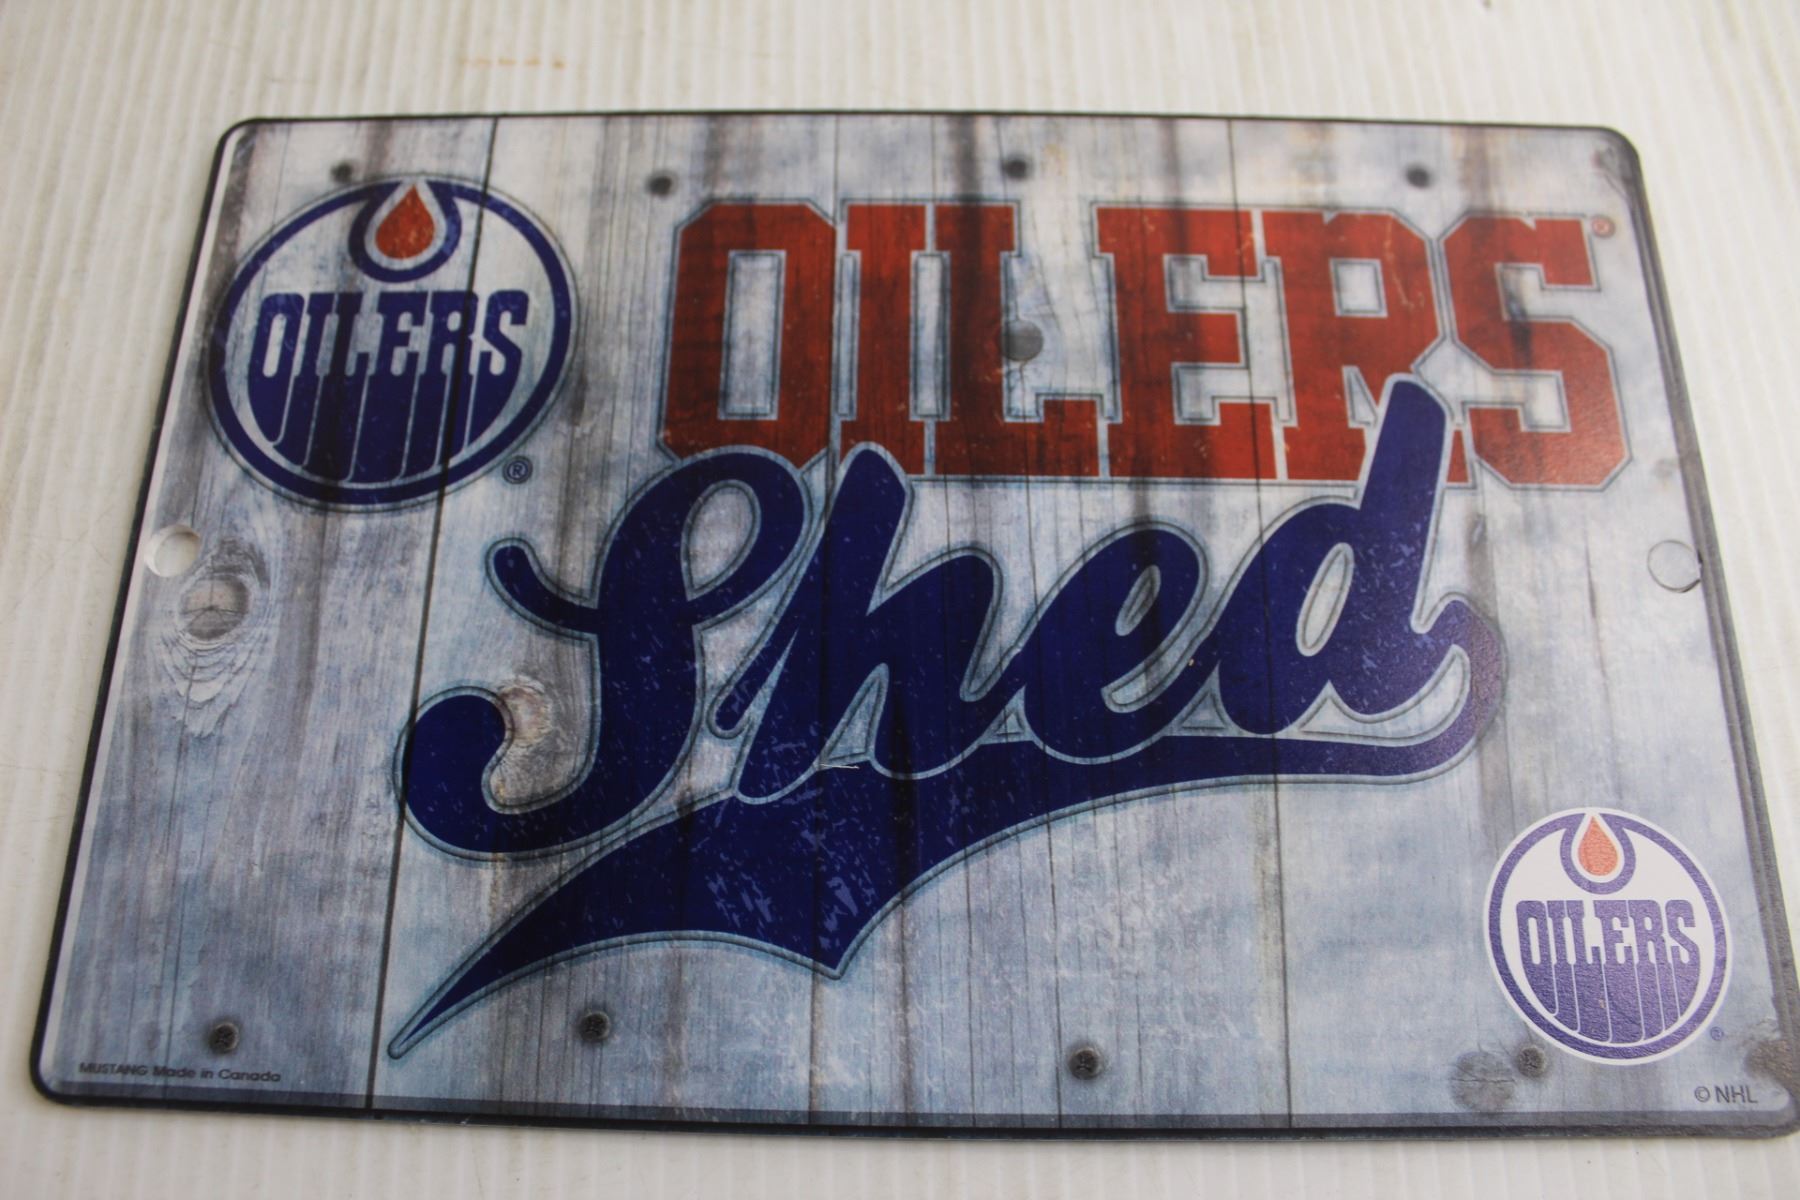 OILERS
OILERS®
®
Shed
OILERS
®
MUSTANG Made in Canada
© NHL